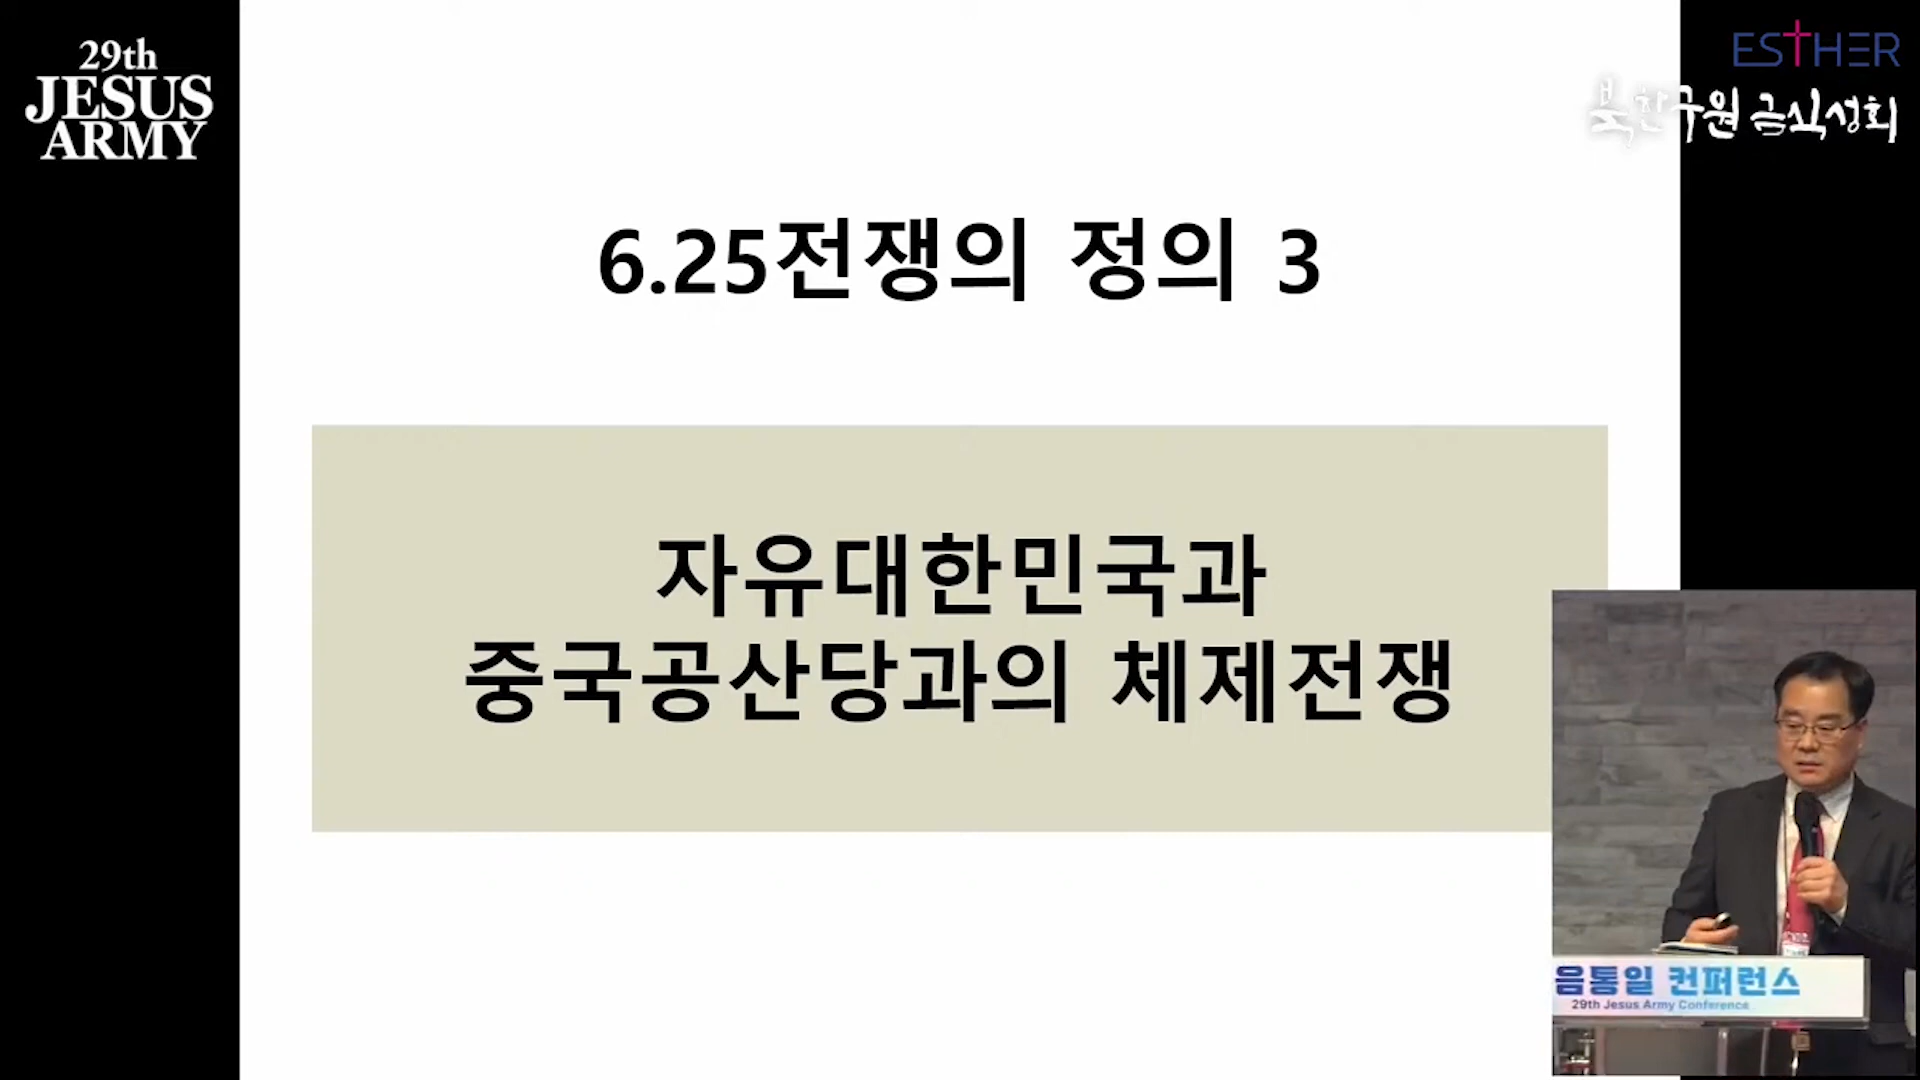 29th
JESUS
ARMY
ESTHER
북한구원 금식성회
6.25전쟁의 정의 3
자유대한민국과
중국공산당과의 체제전쟁
음통일 컨퍼런스
29th Jesus Army Conference